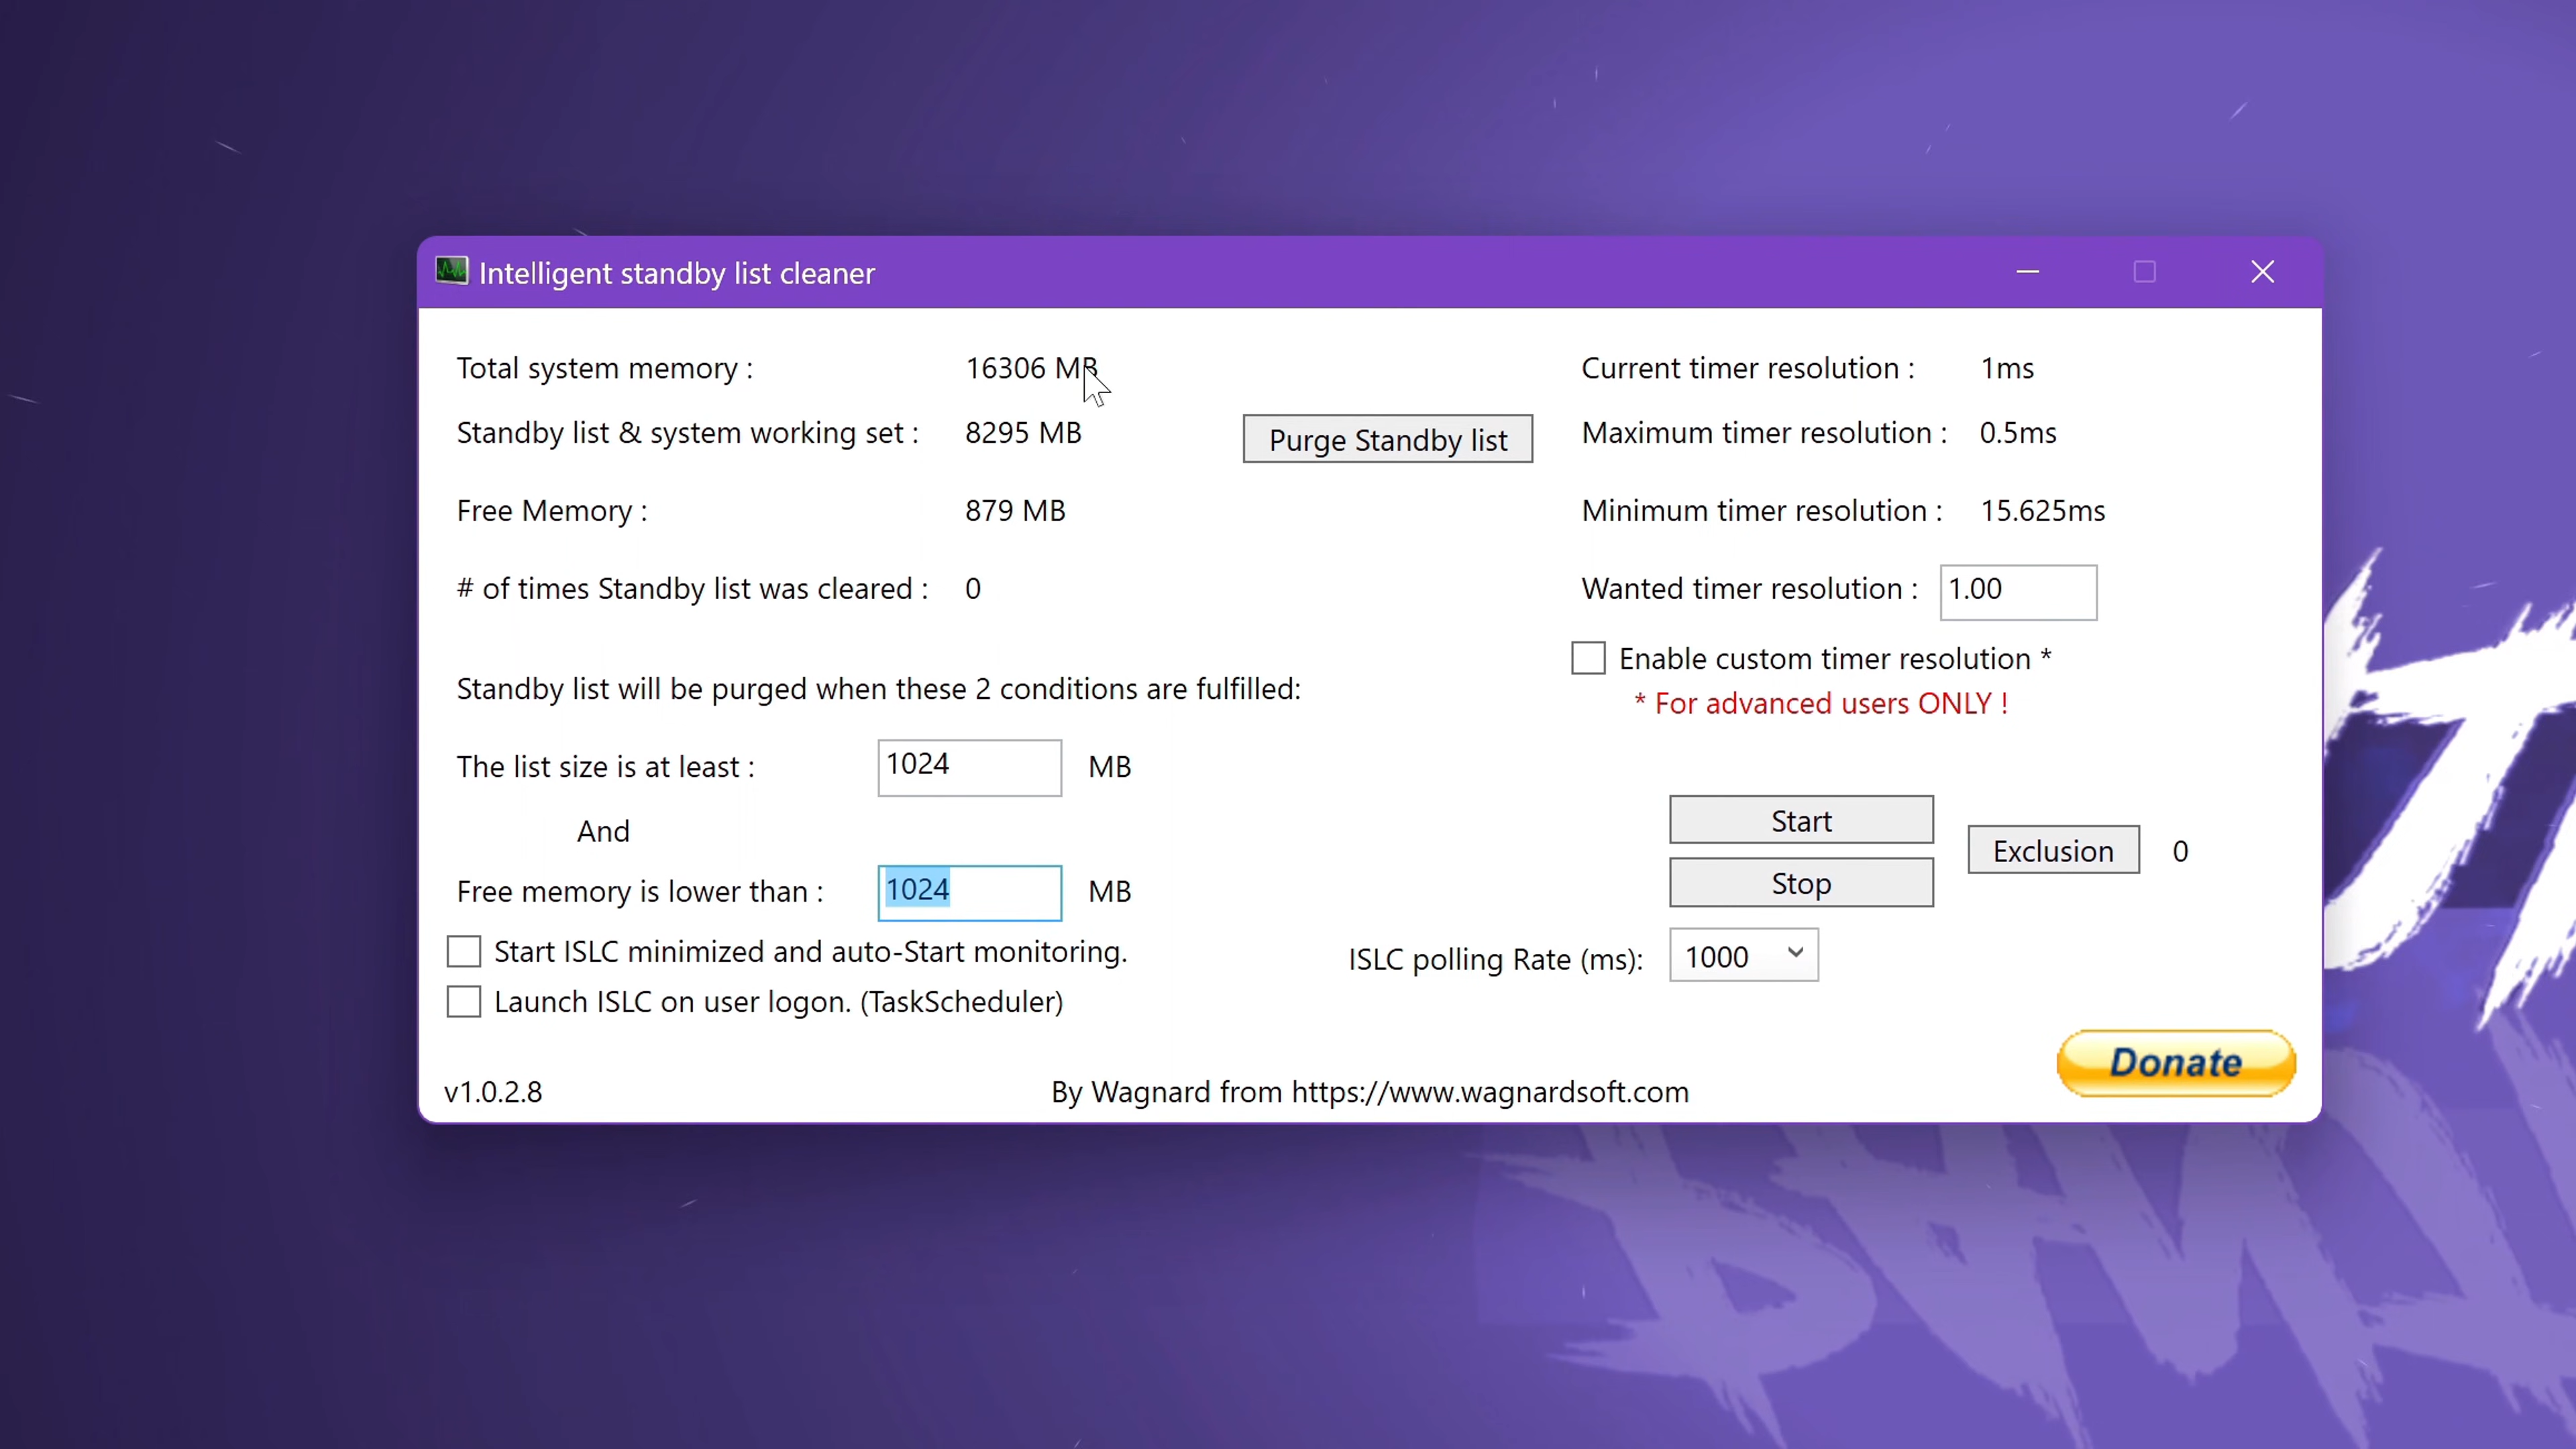 Intelligent standby list cleaner
Total system memory : 16306 MB
Standby list & system working set : 8295 MB
Purge Standby list
Free Memory : 879 MB
# of times Standby list was cleared : 0
Standby list will be purged when these 2 conditions are fulfilled:
The list size is at least : 1024 MB
And
Free memory is lower than : 1024 MB
Start ISLC minimized and auto-Start monitoring.
Launch ISLC on user logon. (TaskScheduler)
Current timer resolution : 1ms
Maximum timer resolution : 0.5ms
Minimum timer resolution : 15.625ms
Wanted timer resolution : 1.00
Enable custom timer resolution *
* For advanced users ONLY !
Start
Stop
Exclusion 0
ISLC polling Rate (ms): 1000
Donate
v1.0.2.8
By Wagnard from https://www.wagnardsoft.com